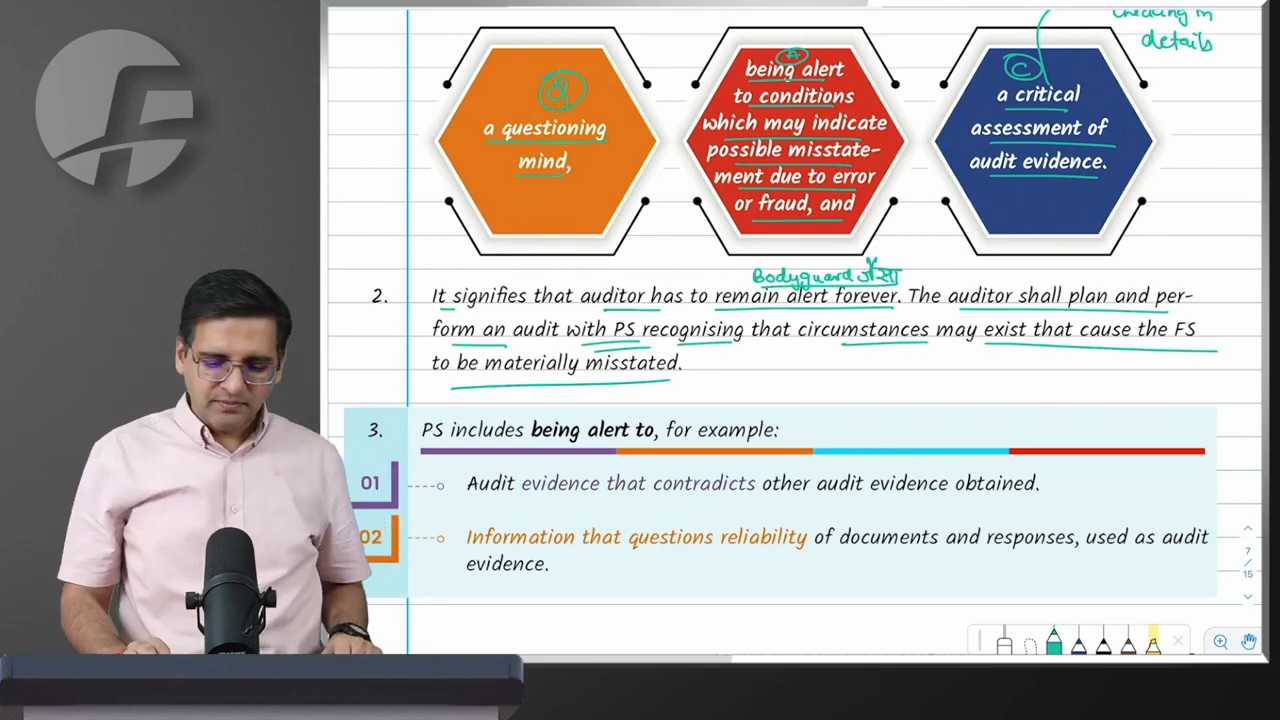 checking in
details
Q
a questioning
mind,
A
being alert
to conditions
which may indicate
possible misstate-
ment due to error
or fraud, and
C
a critical
assessment of
audit evidence.
Bodyguard जैसा
2. It signifies that auditor has to remain alert forever. The auditor shall plan and per-
form an audit with PS recognising that circumstances may exist that cause the FS
to be materially misstated.
3. PS includes being alert to, for example:
01 Audit evidence that contradicts other audit evidence obtained.
02 Information that questions reliability of documents and responses, used as audit
evidence.
7
/
15